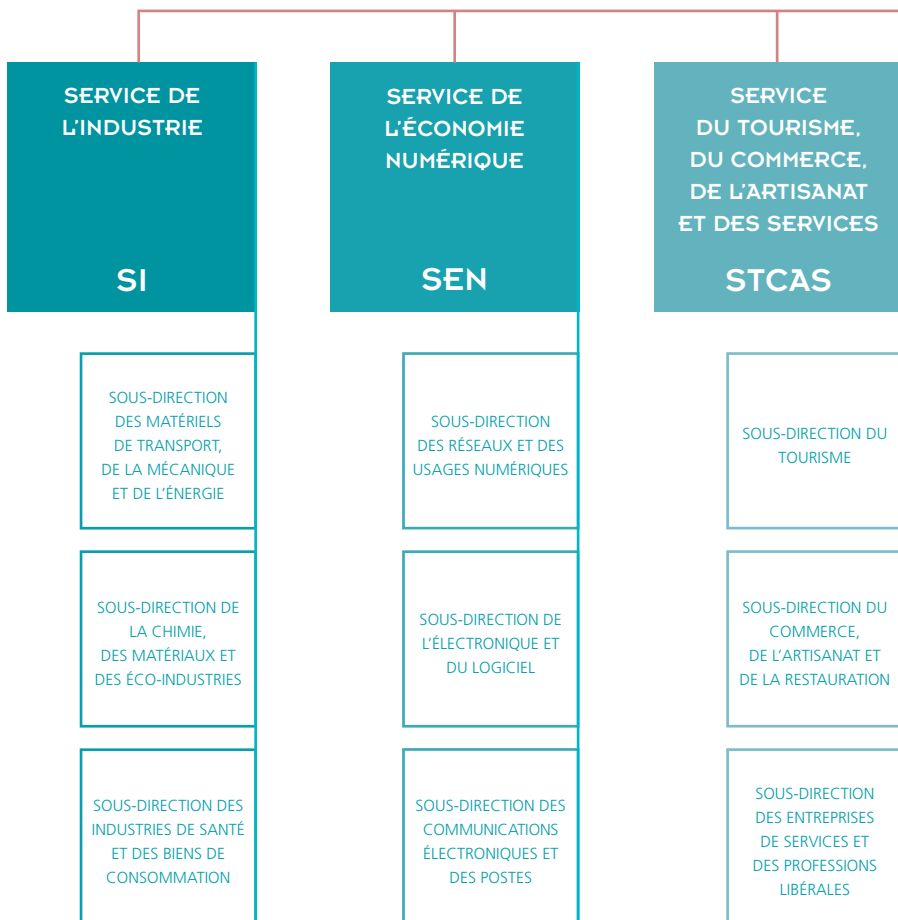 SERVICE DE
L'INDUSTRIE
SI
SOUS-DIRECTION
DES MATÉRIELS
DE TRANSPORT,
DE LA MÉCANIQUE
ET DE L'ÉNERGIE
SOUS-DIRECTION DE
LA CHIMIE,
DES MATÉRIAUX ET
DES ÉCO-INDUSTRIES
SOUS-DIRECTION DES
INDUSTRIES DE SANTÉ
ET DES BIENS DE
CONSOMMATION
SERVICE DE
L'ÉCONOMIE
NUMÉRIQUE
SEN
SOUS-DIRECTION
DES RÉSEAUX ET DES
USAGES NUMÉRIQUES
SOUS-DIRECTION DE
L'ÉLECTRONIQUE ET
DU LOGICIEL
SOUS-DIRECTION DES
COMMUNICATIONS
ÉLECTRONIQUES ET
DES POSTES
SERVICE
DU TOURISME,
DU COMMERCE,
DE L'ARTISANAT
ET DES SERVICES
STCAS
SOUS-DIRECTION DU
TOURISME
SOUS-DIRECTION DU
COMMERCE,
DE L'ARTISANAT ET
DE LA RESTAURATION
SOUS-DIRECTION
DES ENTREPRISES
DE SERVICES ET
DES PROFESSIONS
LIBÉRALES